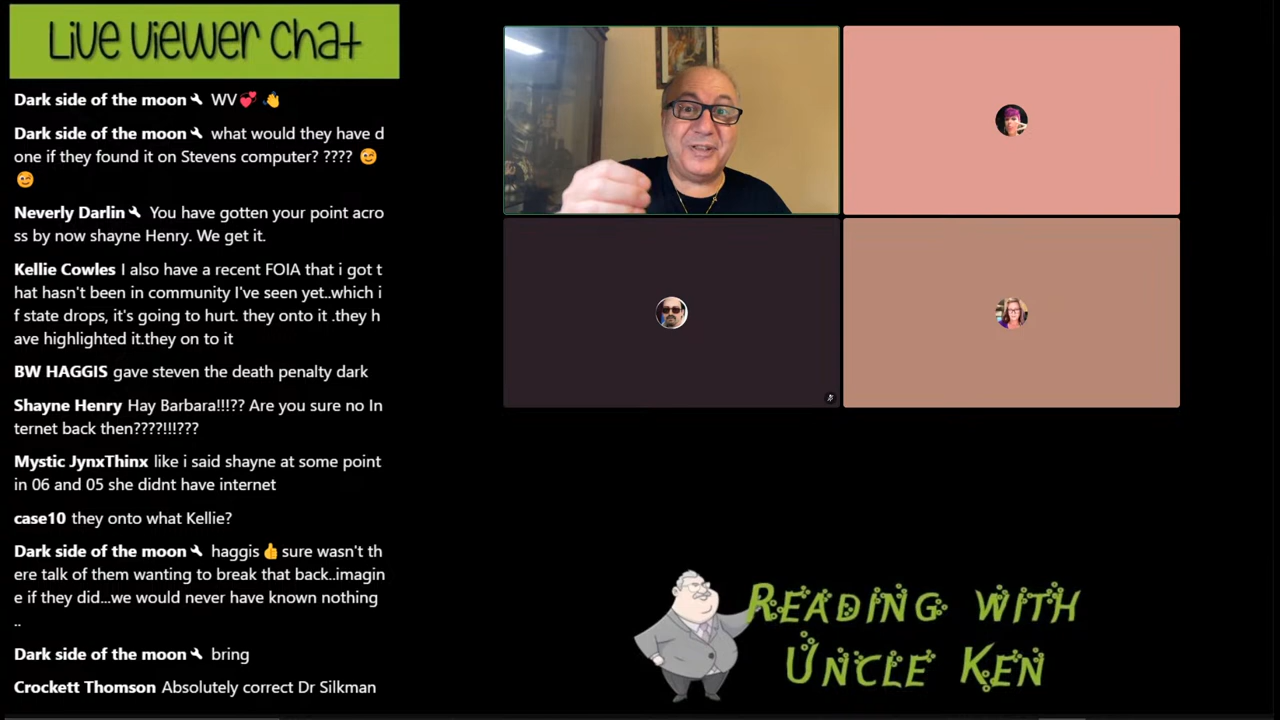 Live viewer chat
Dark side of the moon WV💞👋
Dark side of the moon what would they have d
one if they found it on Stevens computer? ???? 😉
😉
Neverly Darlin You have gotten your point acro
ss by now shayne Henry. We get it.
Kellie Cowles I also have a recent FOIA that i got t
hat hasn't been in community I've seen yet..which i
f state drops, it's going to hurt. they onto it .they h
ave highlighted it.they on to it
BW HAGGIS gave steven the death penalty dark
Shayne Henry Hay Barbara!!!?? Are you sure no In
ternet back then????!!!???
Mystic JynxThinx like i said shayne at some point
in 06 and 05 she didnt have internet
case10 they onto what Kellie?
Dark side of the moon haggis👍sure wasn't th
ere talk of them wanting to break that back..imagin
e if they did...we would never have known nothing
..
Dark side of the moon bring
Crockett Thomson Absolutely correct Dr Silkman
Reading with
Uncle Ken